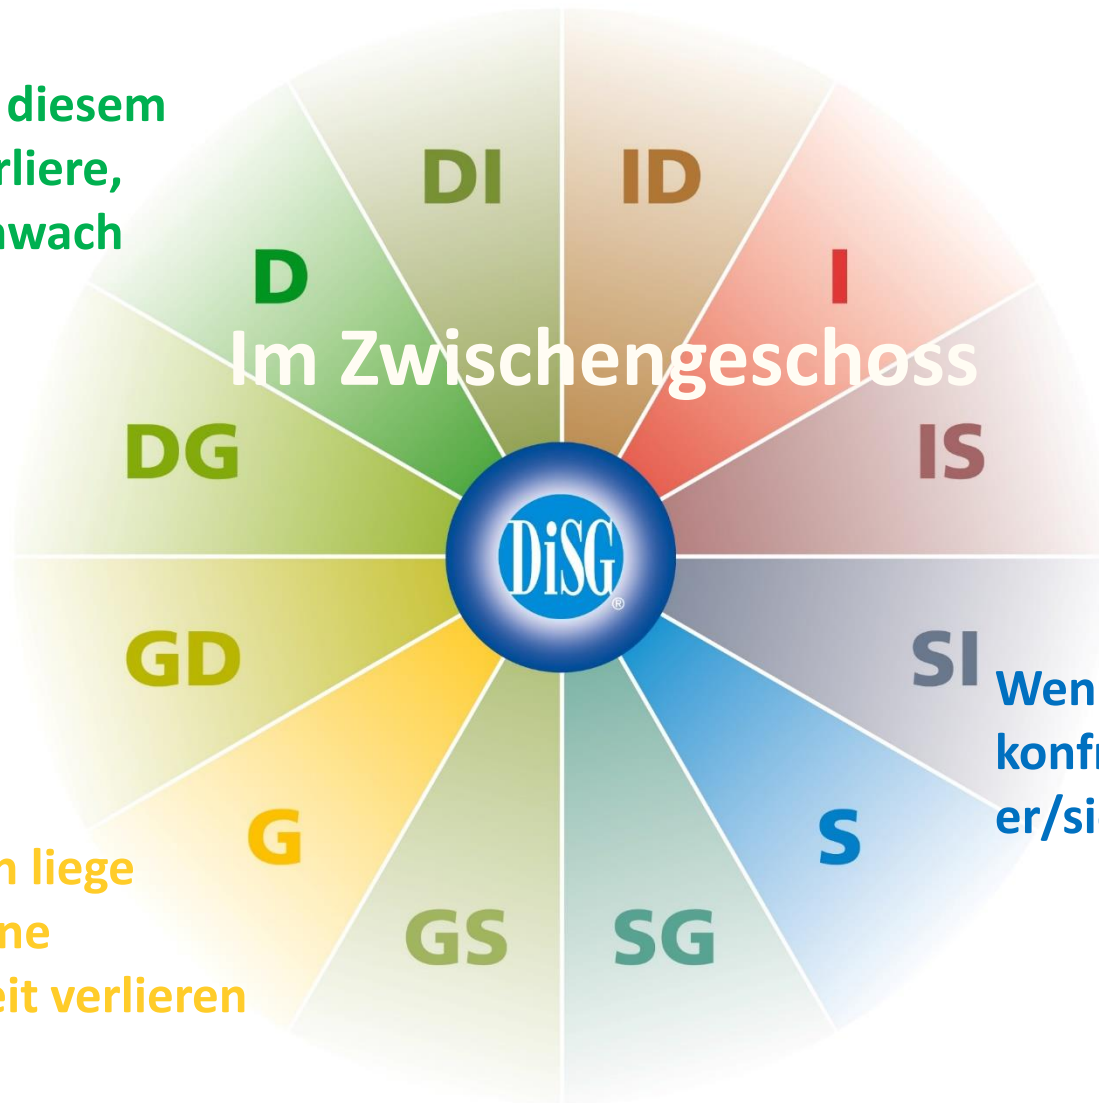 diesem
rliere,
wach
DI
ID
D
I
Im Zwischengeschoss
DG
IS
DiSG
®
GD
SI
Wen
konfr
er/si
G
S
n liege
ne
eit verlieren
GS
SG